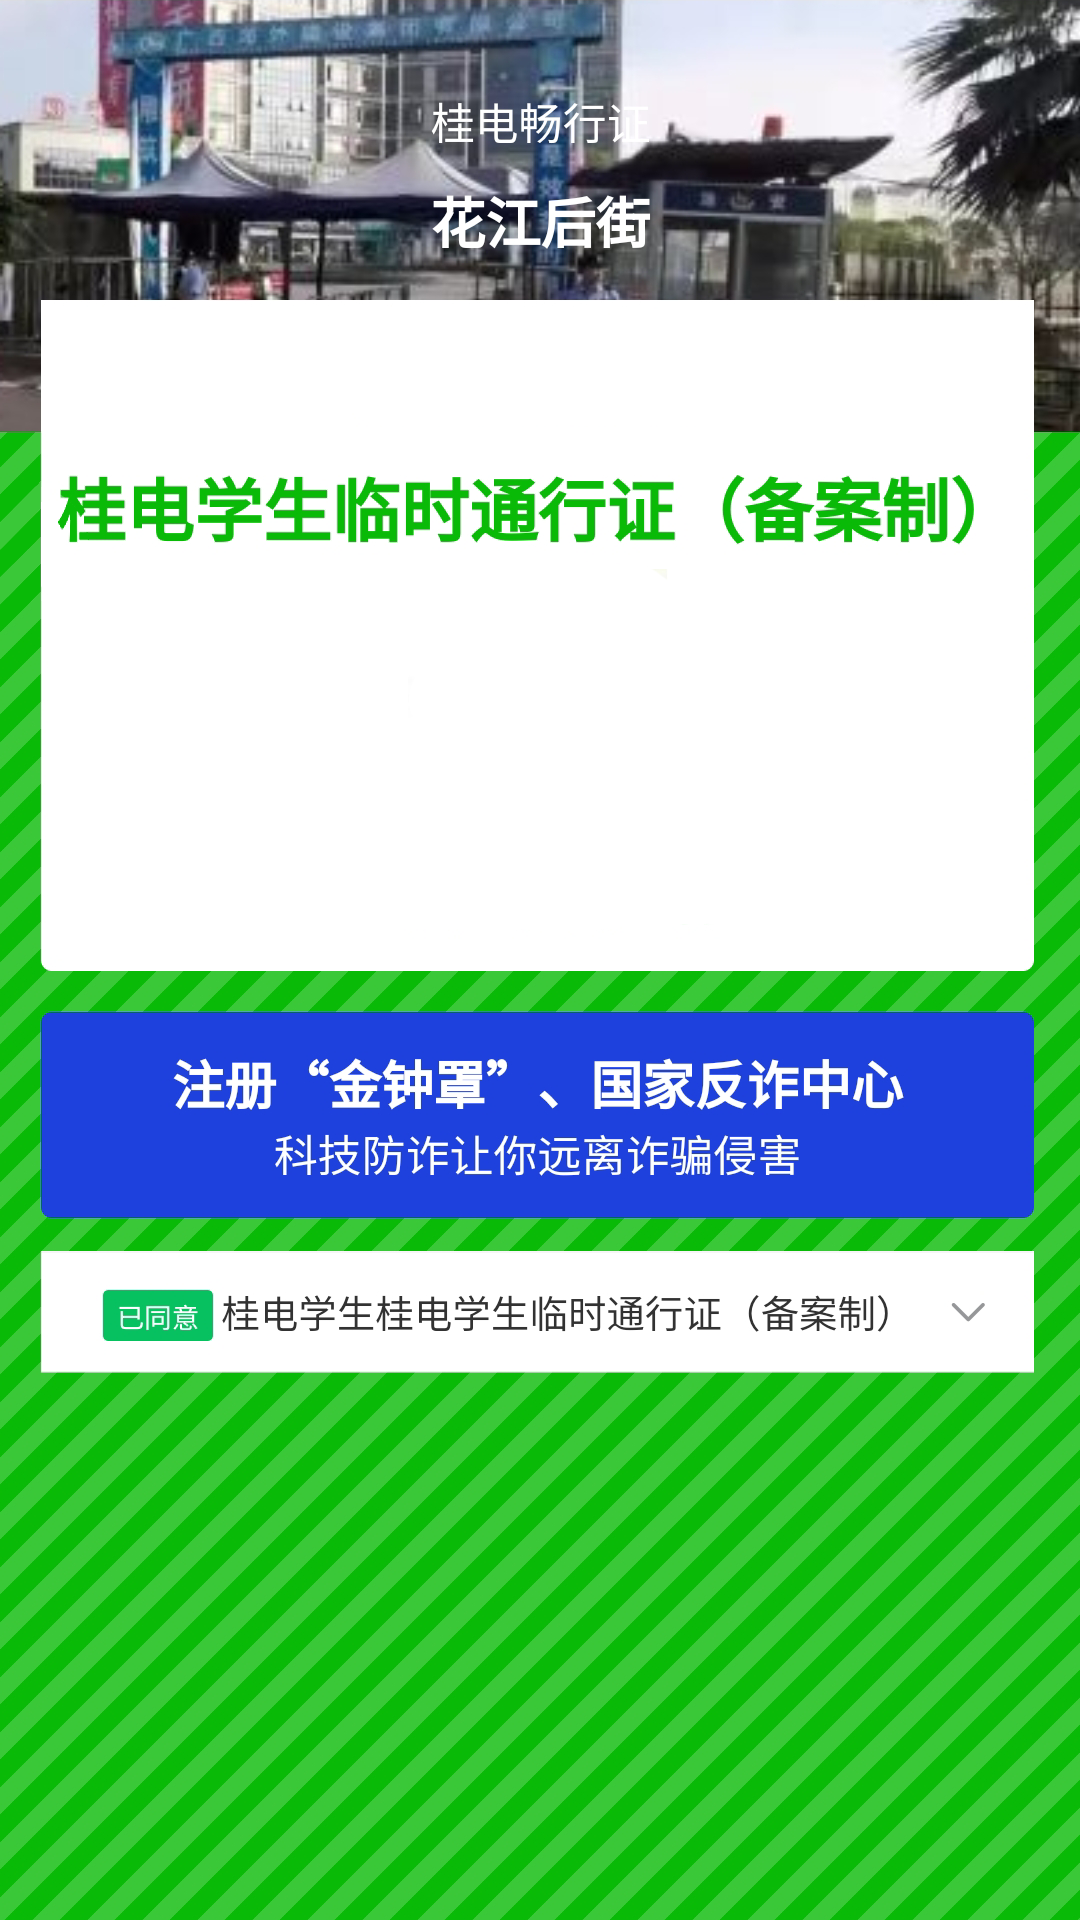 桂电畅行证
花江后街
桂电学生临时通行证（备案制）
注册“金钟罩”、国家反诈中心
科技防诈让你远离诈骗侵害
已同意 桂电学生桂电学生临时通行证（备案制）